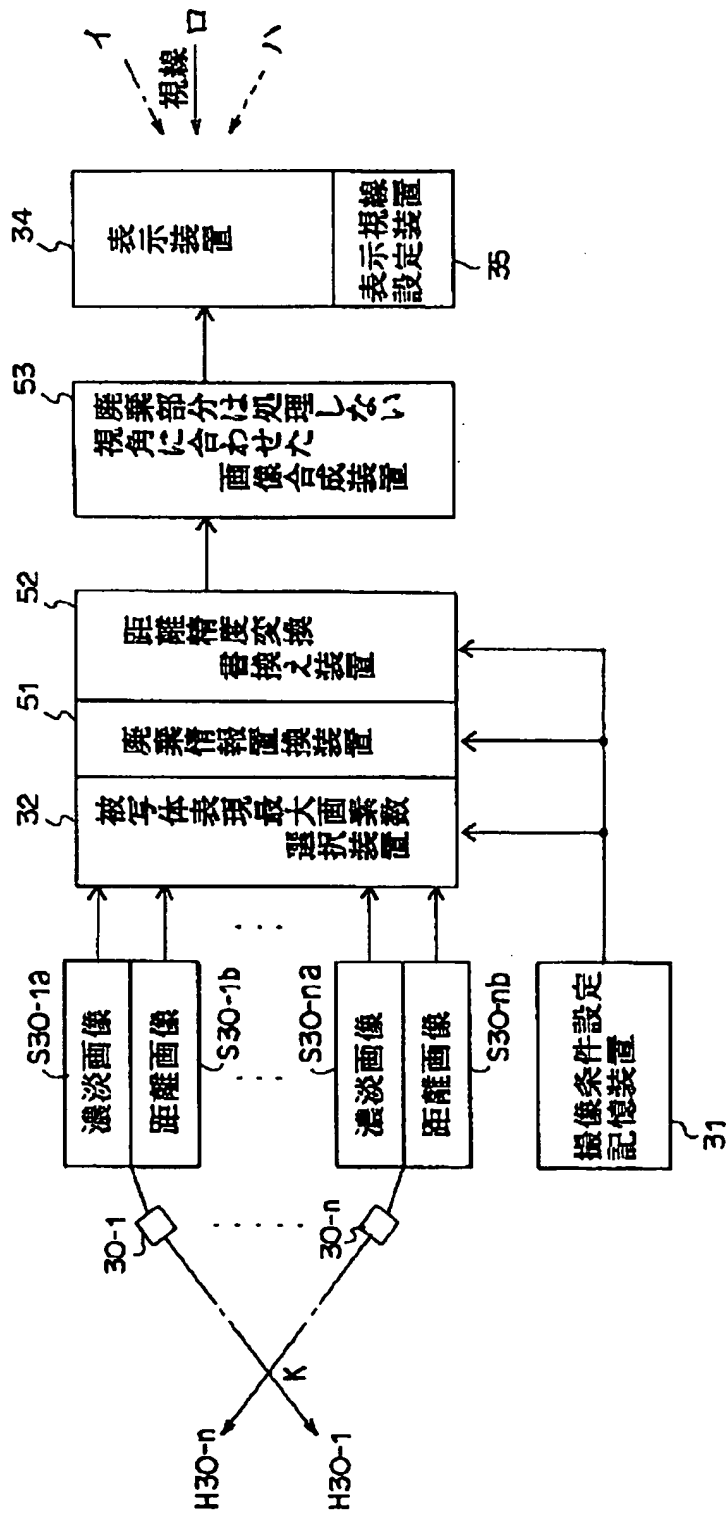 H30-n
H30-1
K
30-1
30-n
濃淡画像
距離画像
濃淡画像
距離画像
S30-1a
S30-1b
S30-na
S30-nb
撮像条件設定
記憶装置
31
32
被写体表現最大画素数
選択装置
51
廃棄情報置換装置
52
距離精度変換
書換え装置
53
廃棄部分は処理しない
視角に合わせた
画像合成装置
34
表示装置
表示視線
設定装置
35
イ
視線
ロ
ハ